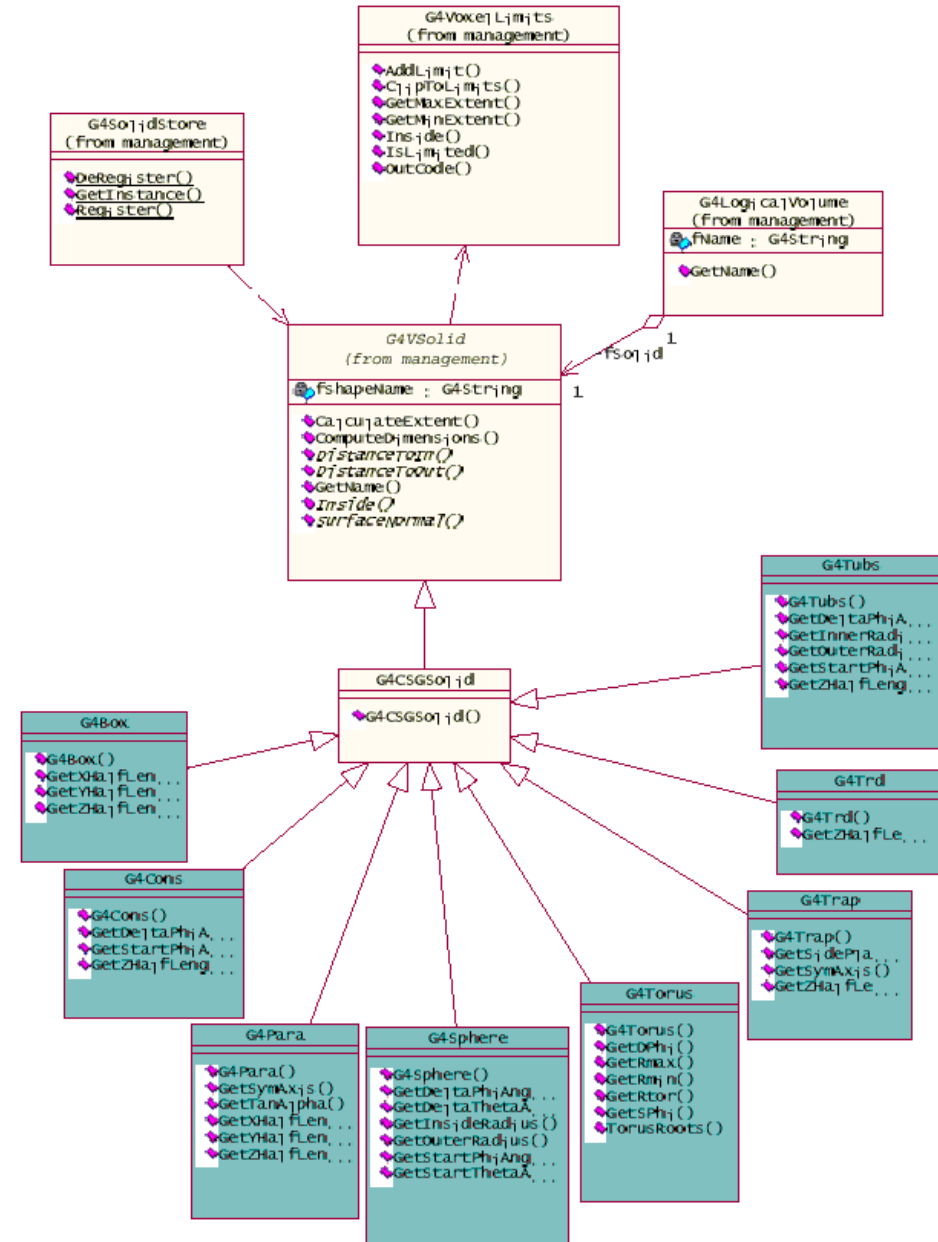 G4VoxelLimits
(from management)
AddLimit()
ClipToLimits()
GetMaxExtent()
GetMinExtent()
Inside()
IsLimited()
OutCode()
G4SolidStore
(from management)
DeRegister()
GetInstance()
Register()
G4LogicalVolume
(from management)
fName : G4String
GetName()
1
-fSolid
1
G4VSolid
(from management)
fshapeName : G4String
CalculateExtent()
ComputeDimensions()
DistanceToIn()
DistanceToOut()
GetName()
Inside()
SurfaceNormal()
G4Tubs
G4Tubs()
GetDeltaPhiA...
GetInnerRadi...
GetOuterRadi...
GetStartPhiA...
GetZHalfLeng...
G4CSGSolid
G4CSGSolid()
G4Box
G4Box()
GetXHalfLen...
GetYHalfLen...
GetZHalfLen...
G4Trd
G4Trd()
GetZHalfLe...
G4Cons
G4Cons()
GetDeltaPhiA...
GetStartPhiA...
GetZHalfLeng...
G4Trap
G4Trap()
GetSidePla...
GetSymAxis()
GetZHalfLe...
G4Torus
G4Torus()
GetDPhi()
GetRmax()
GetRmin()
GetRtor()
GetSPhi()
TorusRoots()
G4Para
G4Para()
GetSymAxis()
GetTanAlpha()
GetXHalfLen...
GetYHalfLen...
GetZHalfLen...
G4Sphere
G4Sphere()
GetDeltaPhiAng...
GetDeltaThetaA...
GetInsideRadius()
GetOuterRadius()
GetStartPhiAng...
GetStartThetaA...